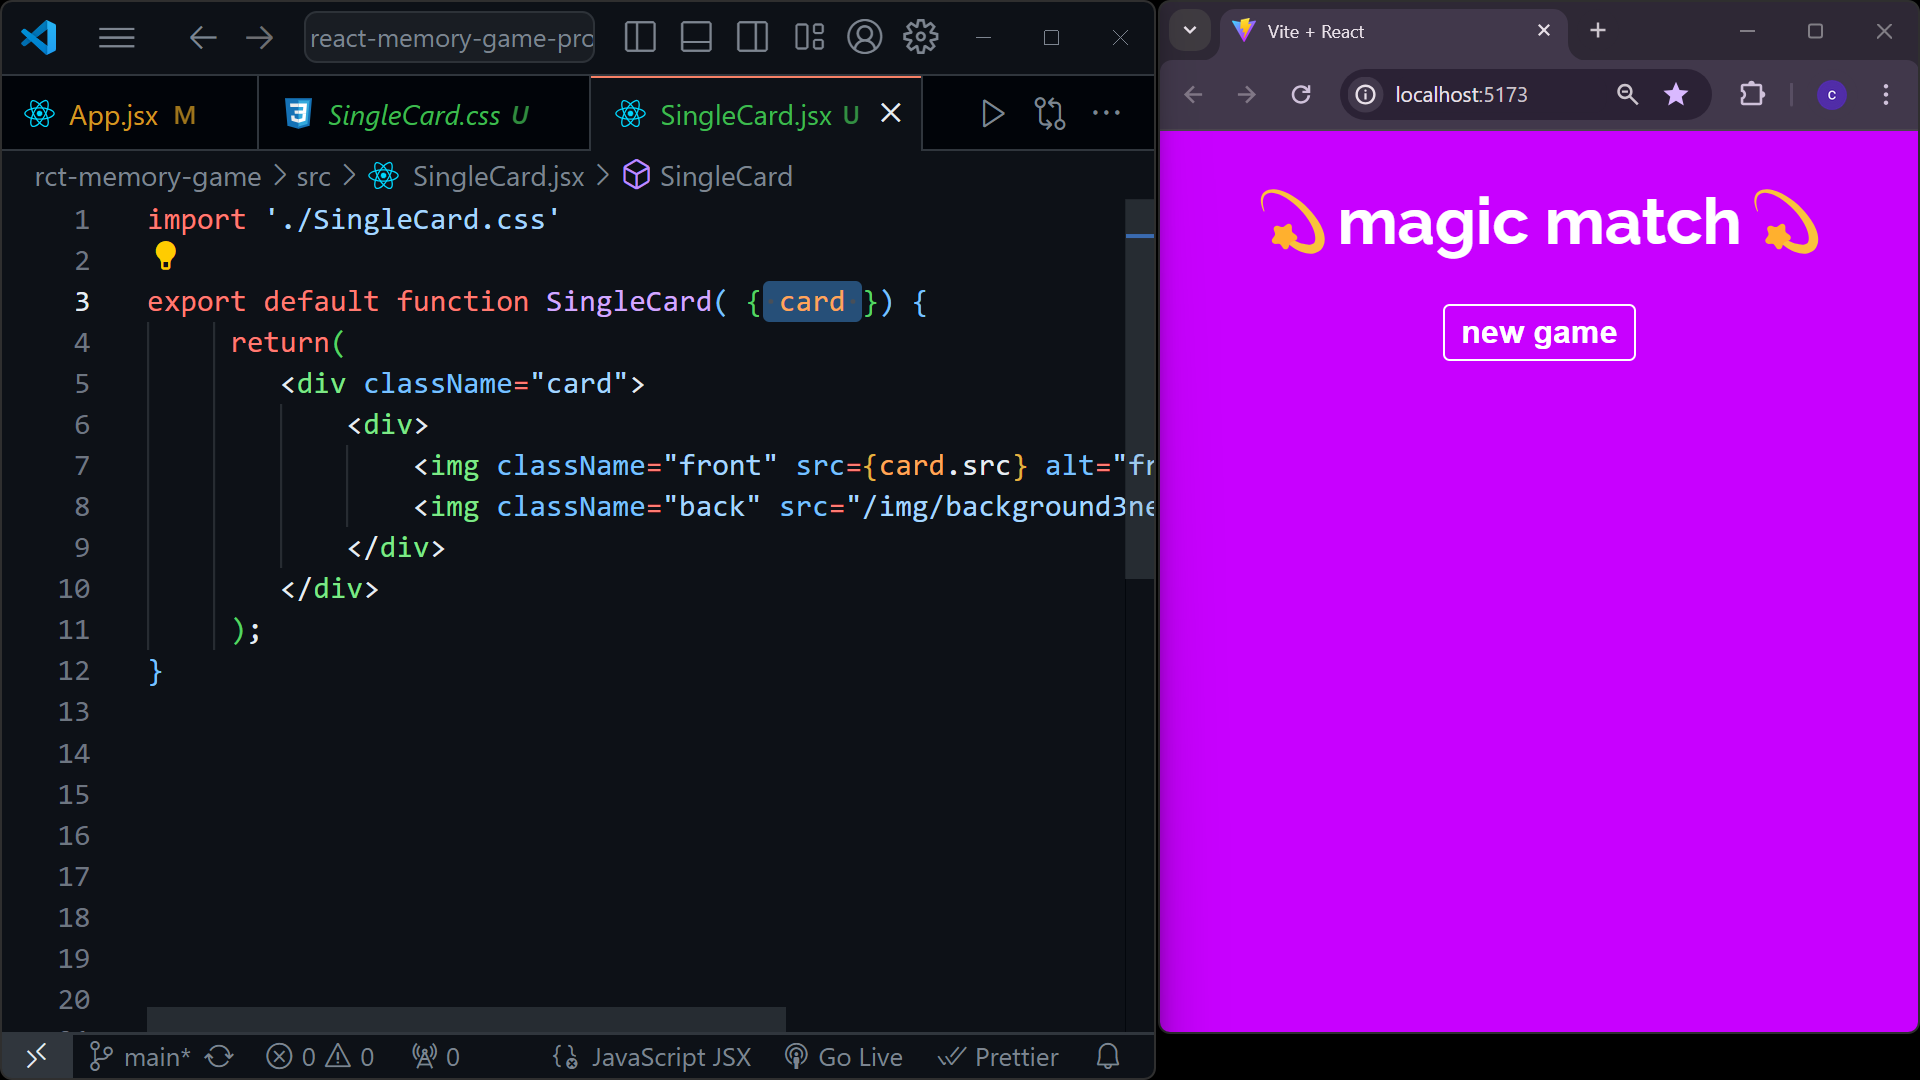 react-memory-game-pro
App.jsx M
SingleCard.css U
SingleCard.jsx U
rct-memory-game > src > SingleCard.jsx > SingleCard
1 import './SingleCard.css'
2
3 export default function SingleCard( { card }) {
4 return(
5 <div className="card">
6 <div>
7 <img className="front" src={card.src} alt="fr
8 <img className="back" src="/img/background3ne
9 </div>
10 </div>
11 );
12 }
13
14
15
16
17
18
19
20
main* 0 0 0 JavaScript JSX Go Live Prettier
Vite + React
localhost:5173
c
magic match
new game